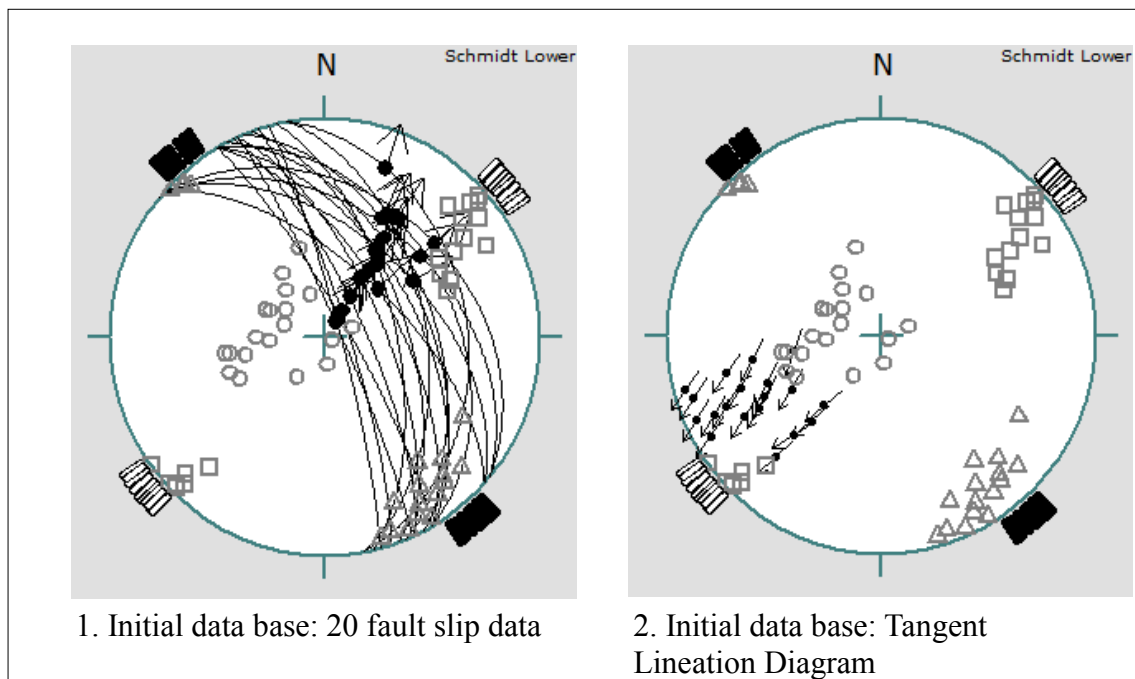 Schmidt Lower
N
Schmidt Lower
N
1. Initial data base: 20 fault slip data
2. Initial data base: Tangent
Lineation Diagram